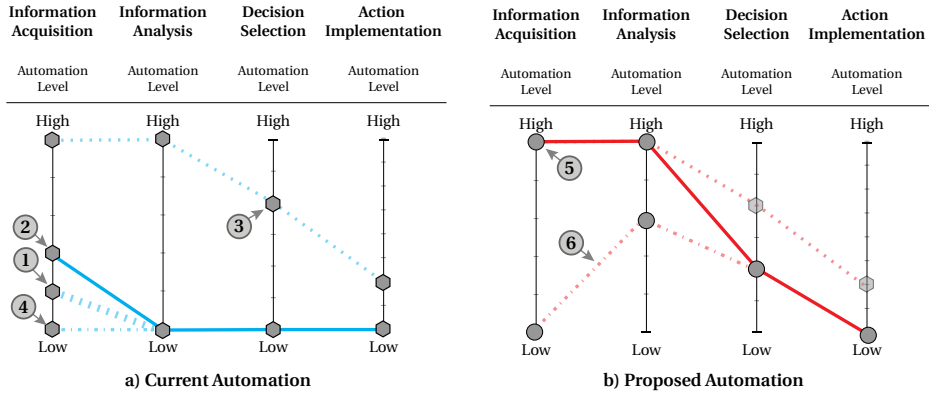 Information Acquisition
Information Analysis
Decision Selection
Action Implementation
Automation Level
Automation Level
Automation Level
Automation Level
High
High
High
High
2
1
4
3
Low
Low
Low
Low
a) Current Automation
Information Acquisition
Information Analysis
Decision Selection
Action Implementation
Automation Level
Automation Level
Automation Level
Automation Level
High
High
High
High
5
6
Low
Low
Low
Low
b) Proposed Automation